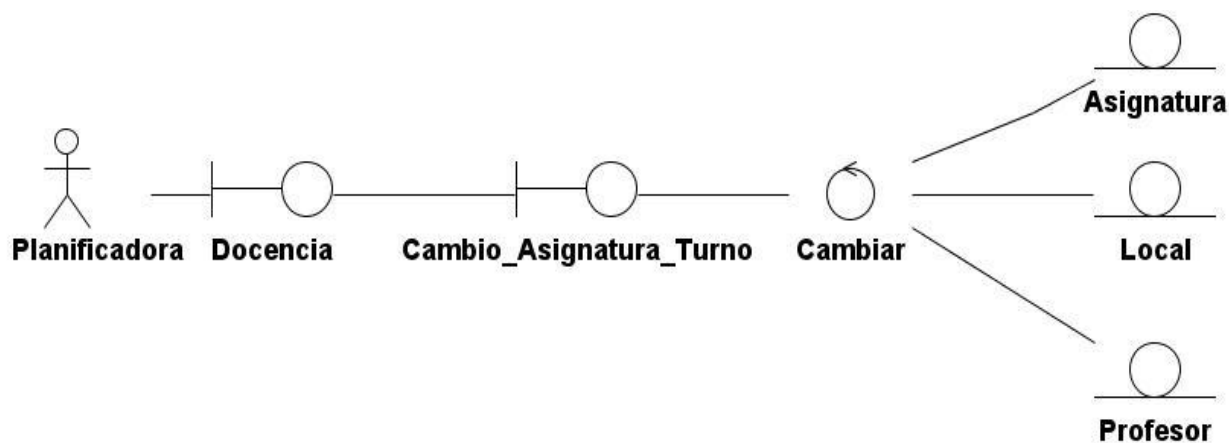 Asignatura
Planificadora
Docencia
Cambio_Asignatura_Turno
Cambiar
Local
Profesor